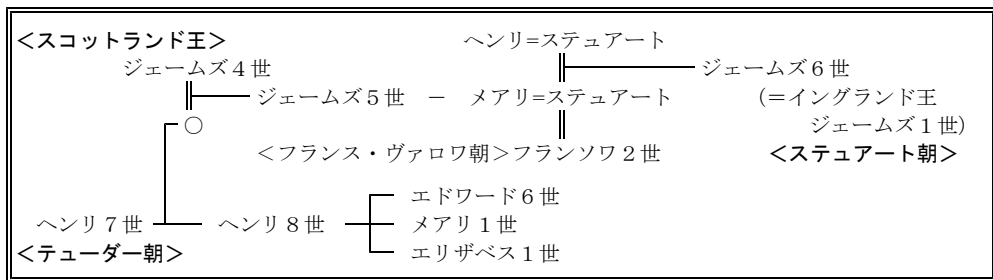 ＜スコットランド王＞ ヘンリ=ステュアート
ジェームズ４世 ジェームズ６世
ジェームズ５世 － メアリ=ステュアート (＝イングランド王
○ ジェームズ１世)
＜フランス・ヴァロワ朝＞フランソワ２世 ＜ステュアート朝＞
エドワード６世
ヘンリ７世 ヘンリ８世 メアリ１世
＜テューダー朝＞ エリザベス１世